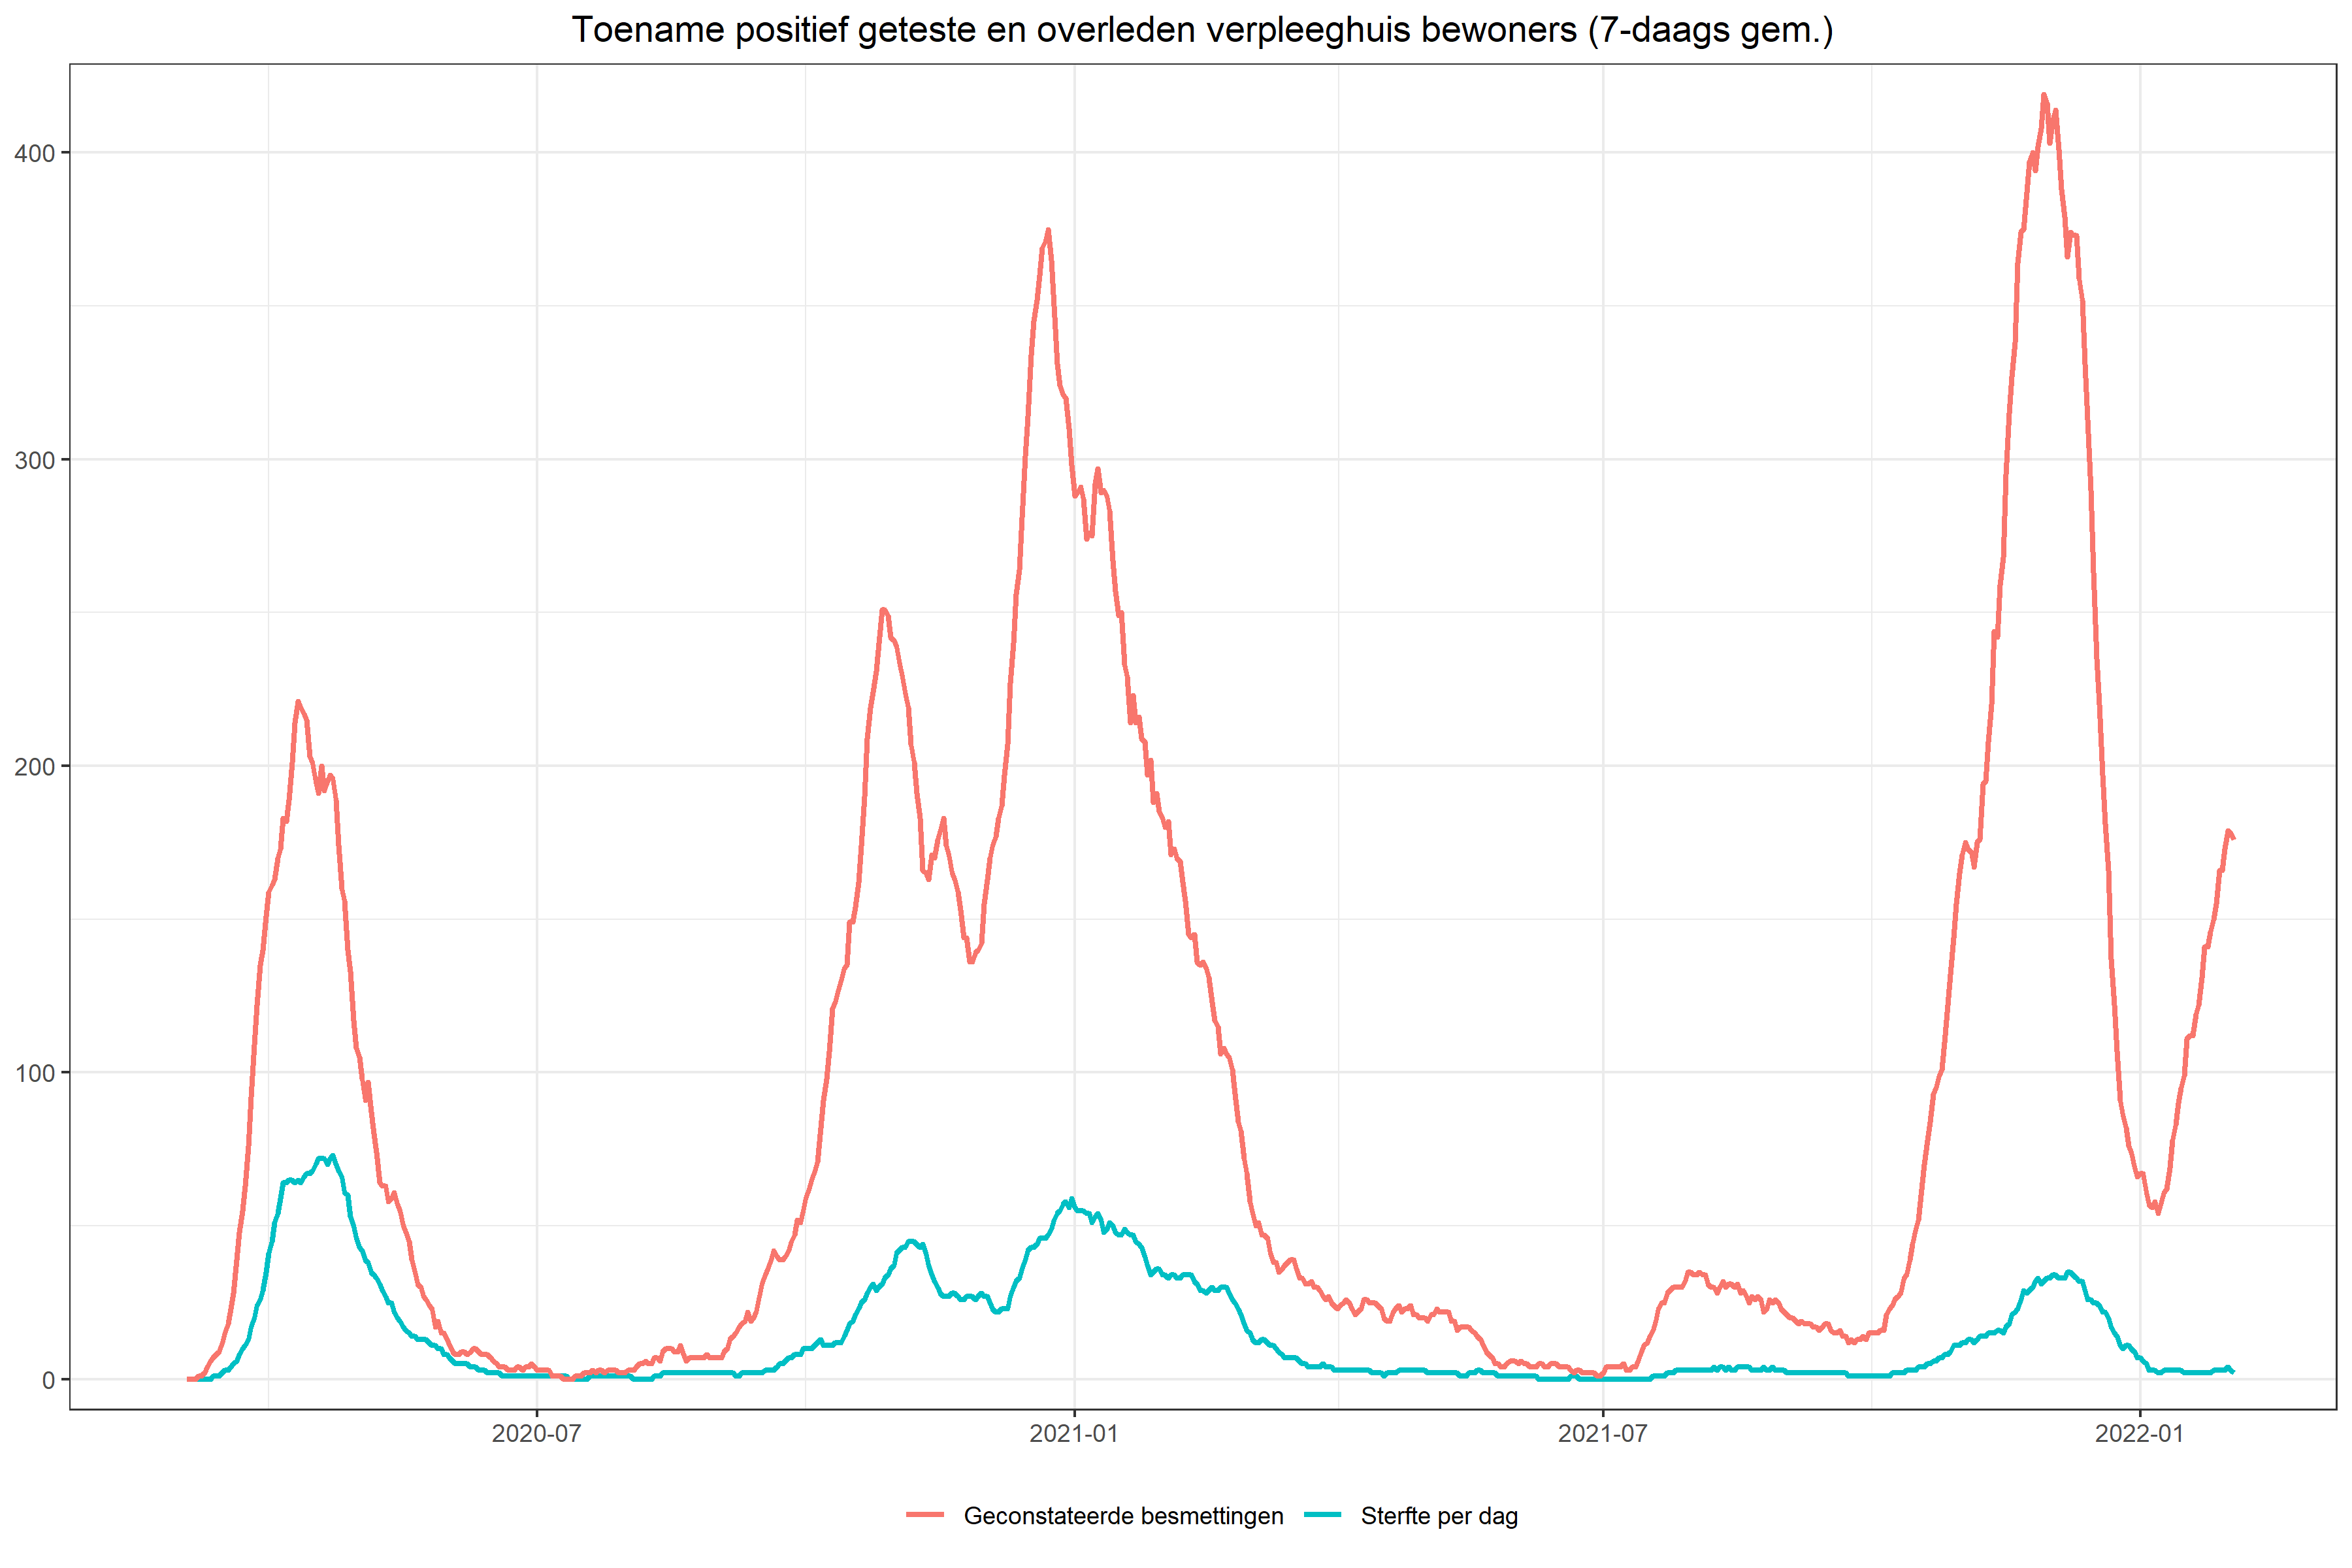 Toename positief geteste en overleden verpleeghuis bewoners (7-daags gem.)
400
300
200
100
0
2020-07 2021-01 2021-07 2022-01
Geconstateerde besmettingen Sterfte per dag